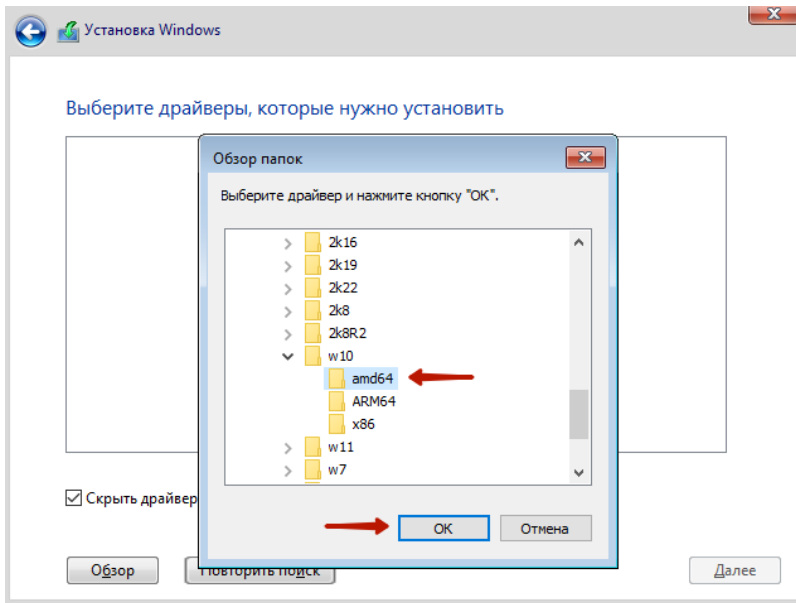 Установка Windows
Выберите драйверы, которые нужно установить
Обзор папок
Выберите драйвер и нажмите кнопку "ОК".
2k16
2k19
2k22
2k8
2k8R2
w10
amd64
ARM64
x86
w11
w7
Скрыть драйвер
ОК
Отмена
Обзор
Повторить поиск
Далее